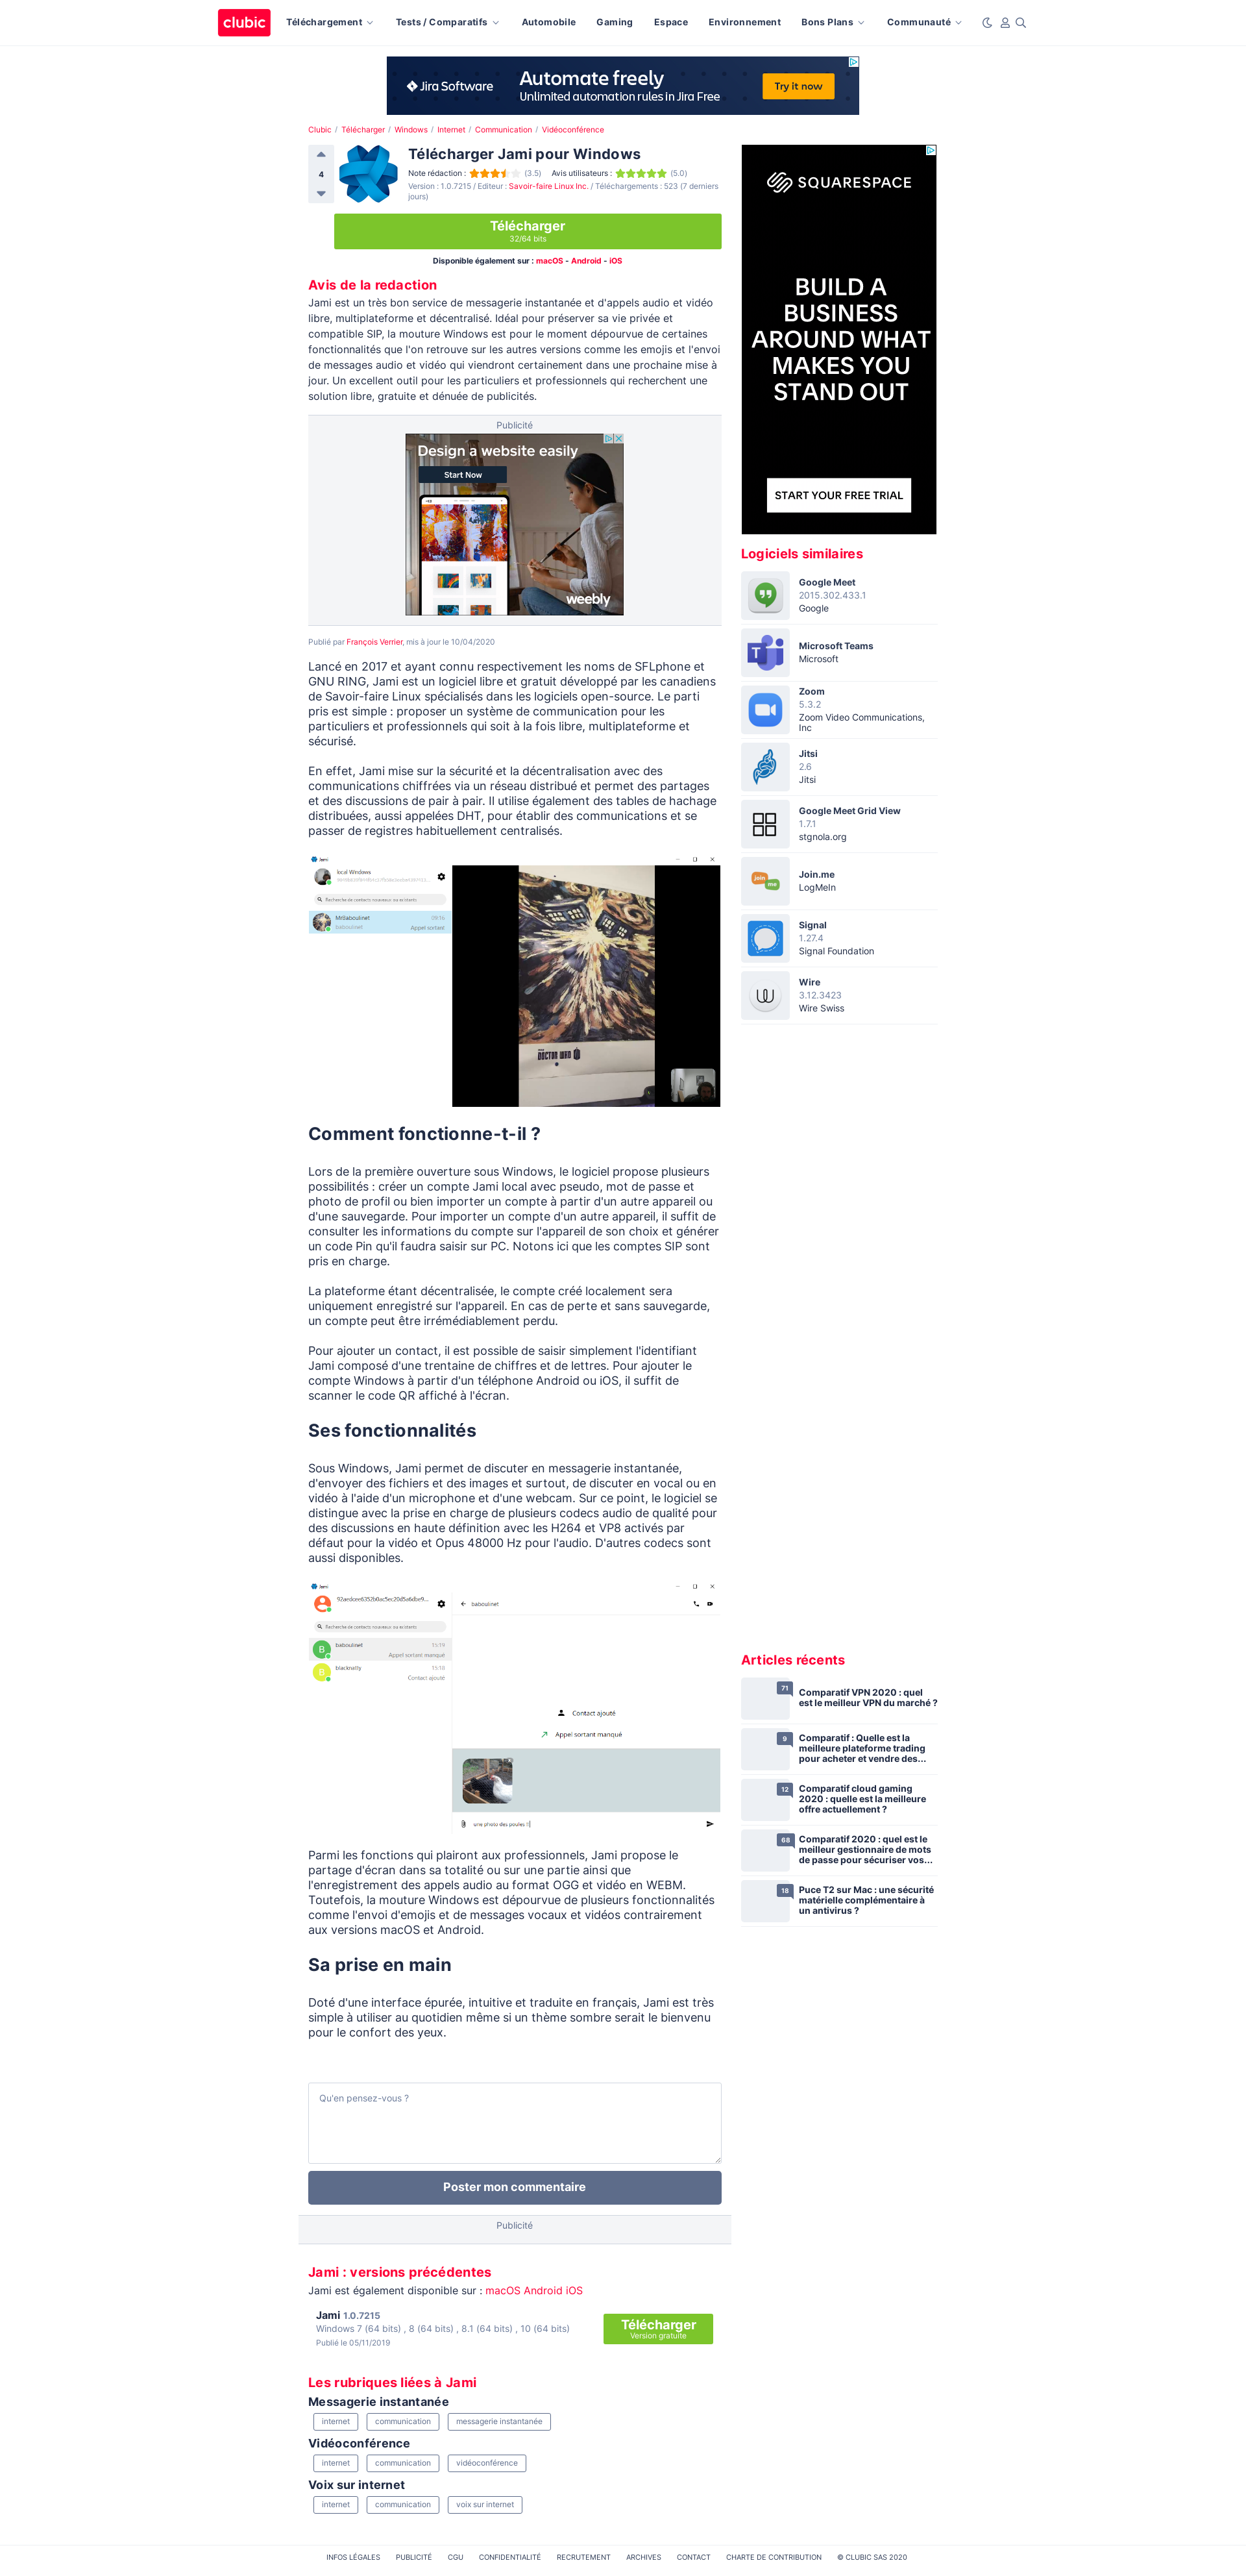 clubic
Téléchargement
Tests / Comparatifs
Automobile
Gaming
Espace
Environnement
Bons Plans
Communauté
Jira Software
Automate freely
Unlimited automation rules in Jira Free
Try it now
Clubic / Télécharger / Windows / Internet / Communication / Vidéoconférence
4
Télécharger Jami pour Windows
Note rédaction : (3.5) Avis utilisateurs : (5.0)
Version : 1.0.7215 / Editeur : Savoir-faire Linux Inc. / Téléchargements : 523 (7 derniers
jours)
Télécharger
32/64 bits
Disponible également sur : macOS - Android - iOS
Avis de la redaction
Jami est un très bon service de messagerie instantanée et d'appels audio et vidéo
libre, multiplateforme et décentralisé. Idéal pour préserver sa vie privée et
compatible SIP, la mouture Windows est pour le moment dépourvue de certaines
fonctionnalités que l'on retrouve sur les autres versions comme les emojis et l'envoi
de messages audio et vidéo qui viendront certainement dans une prochaine mise à
jour. Un excellent outil pour les particuliers et professionnels qui recherchent une
solution libre, gratuite et dénuée de publicités.
Publicité
Design a website easily
Start Now
weebly
Publié par François Verrier, mis à jour le 10/04/2020
Lancé en 2017 et ayant connu respectivement les noms de SFLphone et
GNU RING, Jami est un logiciel libre et gratuit développé par les canadiens
de Savoir-faire Linux spécialisés dans les logiciels open-source. Le parti
pris est simple : proposer un système de communication pour les
particuliers et professionnels qui soit à la fois libre, multiplateforme et
sécurisé.
En effet, Jami mise sur la sécurité et la décentralisation avec des
communications chiffrées via un réseau distribué et permet des partages
et des discussions de pair à pair. Il utilise également des tables de hachage
distribuées, aussi appelées DHT, pour établir des communications et se
passer de registres habituellement centralisés.
Jami
local Windows
Recherche de contacts nouveaux ou existants
Mrllaboulinet
09:16
baboulinet
Appel sortant
DOCTOR WHO
Comment fonctionne-t-il ?
Lors de la première ouverture sous Windows, le logiciel propose plusieurs
possibilités : créer un compte Jami local avec pseudo, mot de passe et
photo de profil ou bien importer un compte à partir d'un autre appareil ou
d'une sauvegarde. Pour importer un compte d'un autre appareil, il suffit de
consulter les informations du compte sur l'appareil de son choix et générer
un code Pin qu'il faudra saisir sur PC. Notons ici que les comptes SIP sont
pris en charge.
La plateforme étant décentralisée, le compte créé localement sera
uniquement enregistré sur l'appareil. En cas de perte et sans sauvegarde,
un compte peut être irrémédiablement perdu.
Pour ajouter un contact, il est possible de saisir simplement l'identifiant
Jami composé d'une trentaine de chiffres et de lettres. Pour ajouter le
compte Windows à partir d'un téléphone Android ou iOS, il suffit de
scanner le code QR affiché à l'écran.
Ses fonctionnalités
Sous Windows, Jami permet de discuter en messagerie instantanée,
d'envoyer des fichiers et des images et surtout, de discuter en vocal ou en
vidéo à l'aide d'un microphone et d'une webcam. Sur ce point, le logiciel se
distingue avec la prise en charge de plusieurs codecs audio de qualité pour
des discussions en haute définition avec les H264 et VP8 activés par
défaut pour la vidéo et Opus 48000 Hz pour l'audio. D'autres codecs sont
aussi disponibles.
Jami
Recherche de contacts nouveaux ou existants
B
baboulinet
11:19
Appel sortant manqué
B
11:18
Contact ajouté
baboulinet
Contact ajouté
Appel sortant manqué
une photo des poules !!
Parmi les fonctions qui plairont aux professionnels, Jami propose le
partage d'écran dans sa totalité ou sur une partie ainsi que
l'enregistrement des appels audio au format OGG et vidéo en WEBM.
Toutefois, la mouture Windows est dépourvue de plusieurs fonctionnalités
comme l'envoi d'emojis et de messages vocaux et vidéos contrairement
aux versions macOS et Android.
Sa prise en main
Doté d'une interface épurée, intuitive et traduite en français, Jami est très
simple à utiliser au quotidien même si un thème sombre serait le bienvenu
pour le confort des yeux.
Qu'en pensez-vous ?
Poster mon commentaire
Publicité
Jami : versions précédentes
Jami est également disponible sur : macOS Android iOS
Jami 1.0.7215
Windows 7 (64 bits) , 8 (64 bits) , 8.1 (64 bits) , 10 (64 bits)
Publié le 05/11/2019
Télécharger
Version gratuite
Les rubriques liées à Jami
Messagerie instantanée
internet
communication
messagerie instantanée
Vidéoconférence
internet
communication
vidéoconférence
Voix sur internet
internet
communication
voix sur internet
SQUARESPACE
BUILD A
BUSINESS
AROUND WHAT
MAKES YOU
STAND OUT
START YOUR FREE TRIAL
Logiciels similaires
Google Meet
2015.302.433.1
Google
Microsoft Teams
Microsoft
Zoom
5.3.2
Zoom Video Communications,
Inc
Jitsi
2.6
Jitsi
Google Meet Grid View
1.7.1
stgnola.org
join
me
Join.me
LogMeIn
Signal
1.27.4
Signal Foundation
Wire
3.12.3423
Wire Swiss
Articles récents
71
Comparatif VPN 2020 : quel
est le meilleur VPN du marché ?
9
Comparatif : Quelle est la
meilleure plateforme trading
pour acheter et vendre des...
12
Comparatif cloud gaming
2020 : quelle est la meilleure
offre actuellement ?
68
Comparatif 2020 : quel est le
meilleur gestionnaire de mots
de passe pour sécuriser vos...
18
Puce T2 sur Mac : une sécurité
matérielle complémentaire à
un antivirus ?
INFOS LÉGALES
PUBLICITÉ
CGU
CONFIDENTIALITÉ
RECRUTEMENT
ARCHIVES
CONTACT
CHARTE DE CONTRIBUTION
© CLUBIC SAS 2020